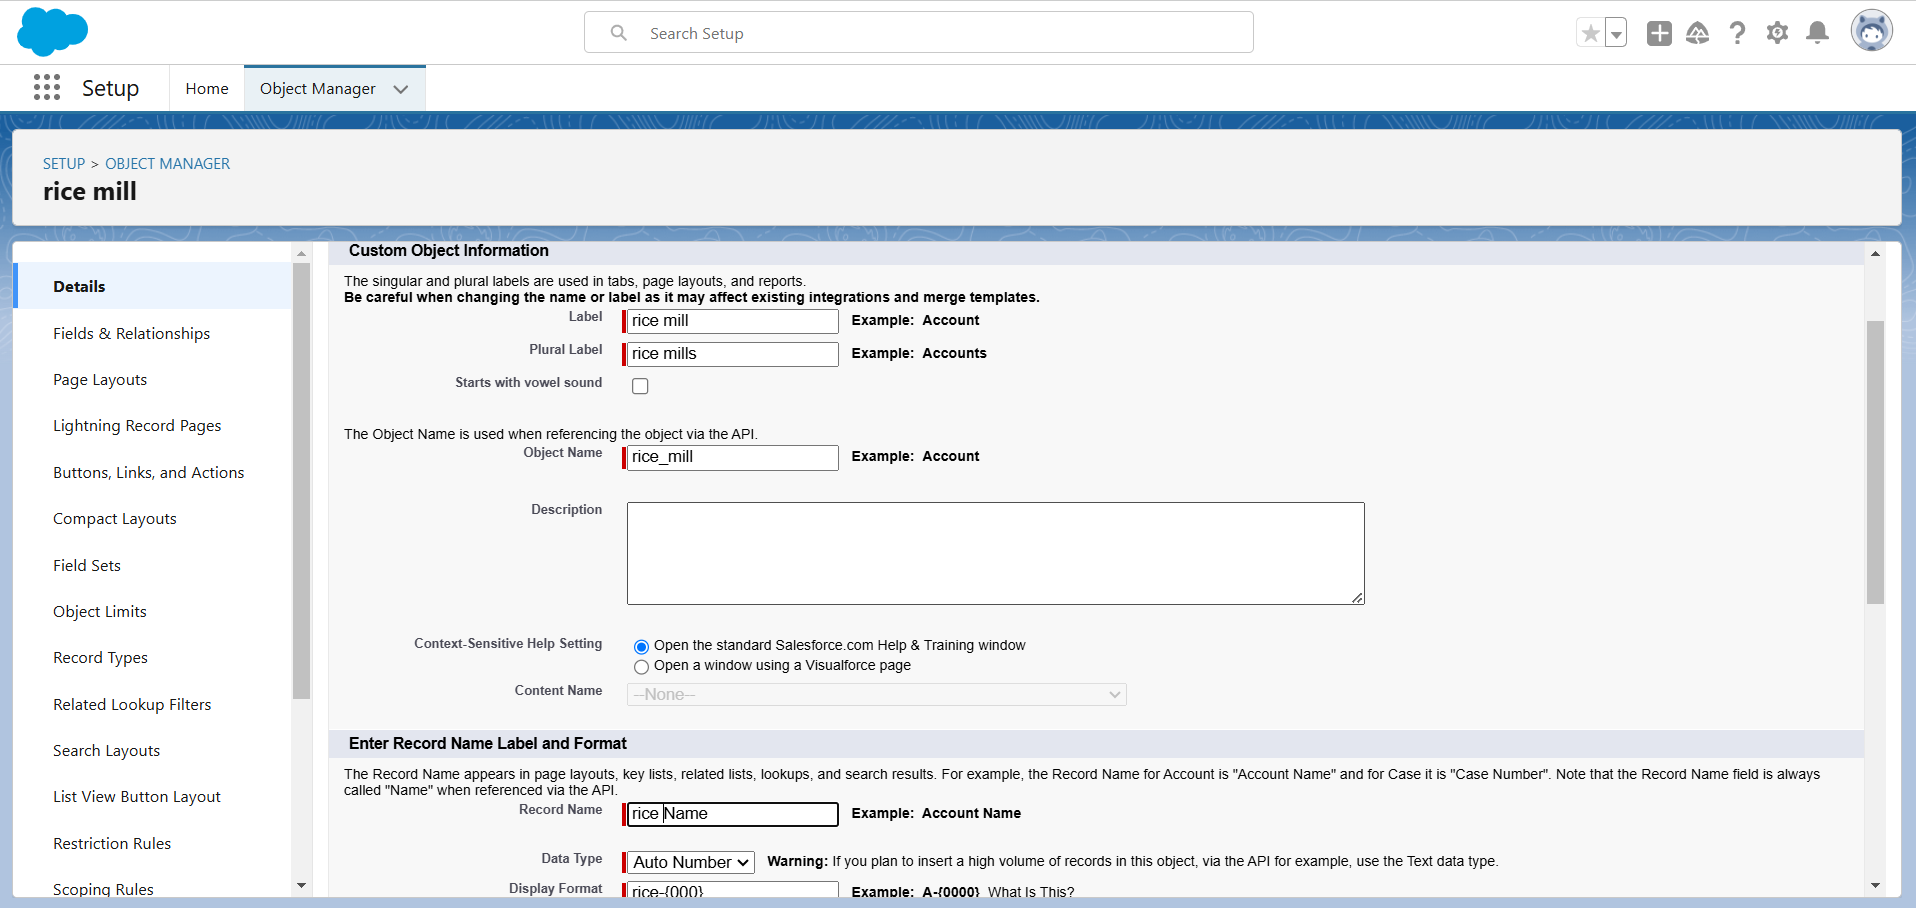 Search Setup
Setup
Home
Object Manager
SETUP > OBJECT MANAGER
rice mill
Details
Fields & Relationships
Page Layouts
Lightning Record Pages
Buttons, Links, and Actions
Compact Layouts
Field Sets
Object Limits
Record Types
Related Lookup Filters
Search Layouts
List View Button Layout
Restriction Rules
Scoping Rules
Custom Object Information
The singular and plural labels are used in tabs, page layouts, and reports.
Be careful when changing the name or label as it may affect existing integrations and merge templates.
Label rice mill Example: Account
Plural Label rice mills Example: Accounts
Starts with vowel sound
The Object Name is used when referencing the object via the API.
Object Name rice_mill Example: Account
Description
Context-Sensitive Help Setting Open the standard Salesforce.com Help & Training window
Open a window using a Visualforce page
Content Name --None--
Enter Record Name Label and Format
The Record Name appears in page layouts, key lists, related lists, lookups, and search results. For example, the Record Name for Account is "Account Name" and for Case it is "Case Number". Note that the Record Name field is always
called "Name" when referenced via the API.
Record Name rice Name Example: Account Name
Data Type Auto Number Warning: If you plan to insert a high volume of records in this object, via the API for example, use the Text data type.
Display Format rice-{000} Example: A-{0000} What Is This?